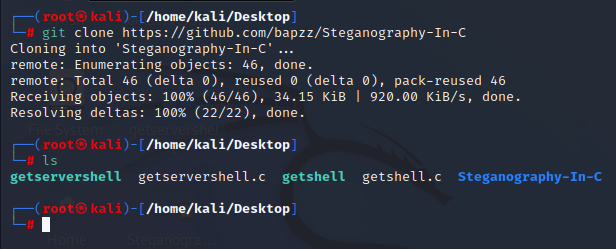 ┌──(root㉿kali)-[/home/kali/Desktop]
└─# git clone https://github.com/bapzz/Steganography-In-C
Cloning into 'Steganography-In-C'...
remote: Enumerating objects: 46, done.
remote: Total 46 (delta 0), reused 0 (delta 0), pack-reused 46
Receiving objects: 100% (46/46), 34.15 KiB | 920.00 KiB/s, done.
Resolving deltas: 100% (22/22), done.
┌──(root㉿kali)-[/home/kali/Desktop]
└─# ls
getservershell getservershell.c getshell getshell.c Steganography-In-C
┌──(root㉿kali)-[/home/kali/Desktop]
└─#